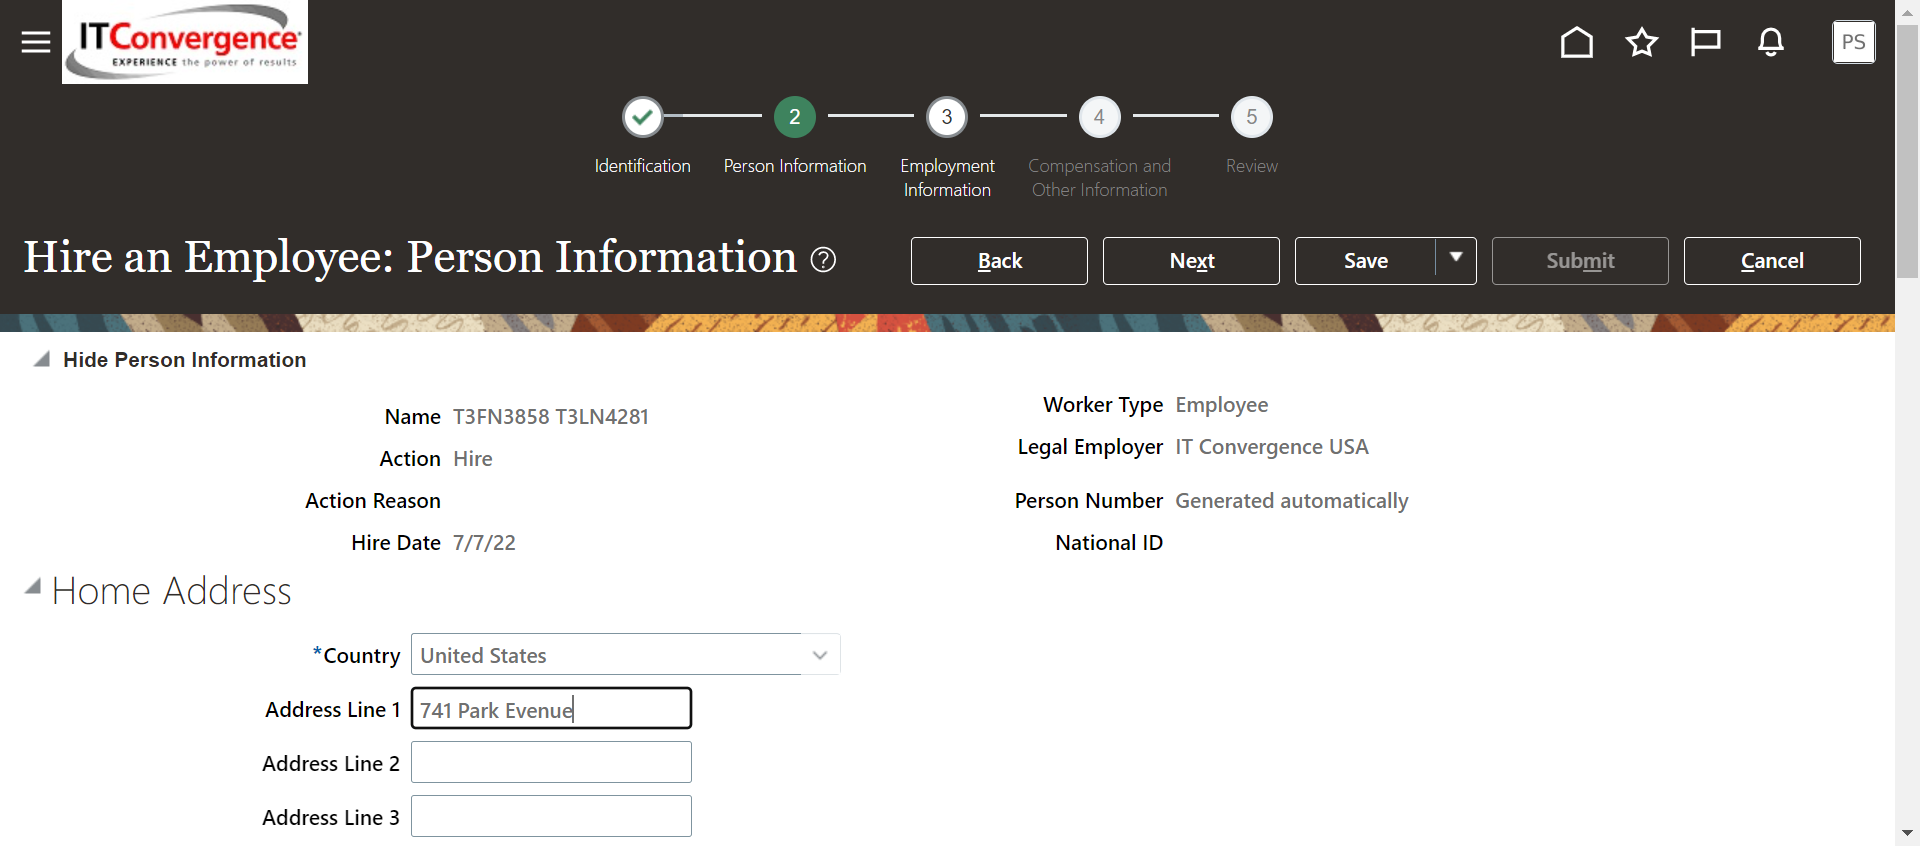 ITConvergence
EXPERIENCE the power of results
PS
2
3
4
5
Identification
Person Information
Employment
Information
Compensation and
Other Information
Review
Hire an Employee: Person Information ?
Back
Next
Save
Submit
Cancel
Hide Person Information
Name T3FN3858 T3LN4281
Action Hire
Action Reason
Hire Date 7/7/22
Worker Type Employee
Legal Employer IT Convergence USA
Person Number Generated automatically
National ID
Home Address
*Country United States
Address Line 1 741 Park Evenue
Address Line 2
Address Line 3